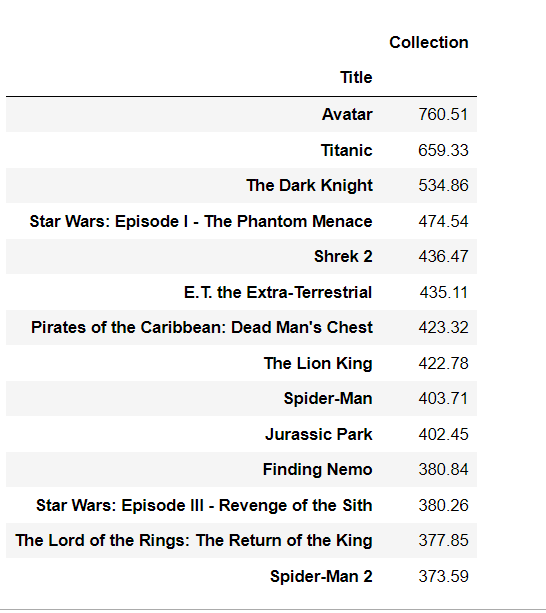 Collection
Title
Avatar 760.51
Titanic 659.33
The Dark Knight 534.86
Star Wars: Episode I - The Phantom Menace 474.54
Shrek 2 436.47
E.T. the Extra-Terrestrial 435.11
Pirates of the Caribbean: Dead Man's Chest 423.32
The Lion King 422.78
Spider-Man 403.71
Jurassic Park 402.45
Finding Nemo 380.84
Star Wars: Episode III - Revenge of the Sith 380.26
The Lord of the Rings: The Return of the King 377.85
Spider-Man 2 373.59